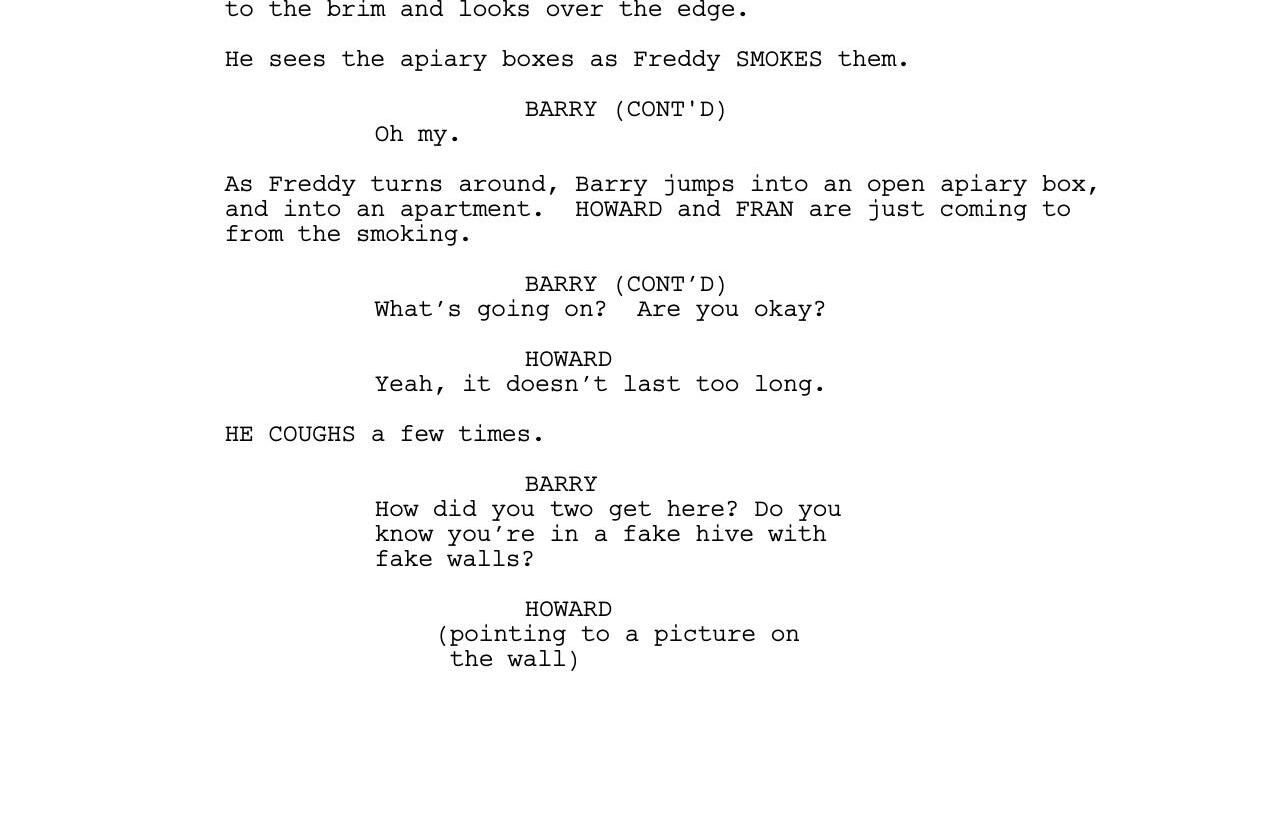 to the brim and looks over the edge.
He sees the apiary boxes as Freddy SMOKES them.
BARRY (CONT'D)
Oh my.
As Freddy turns around, Barry jumps into an open apiary box,
and into an apartment.  HOWARD and FRAN are just coming to
from the smoking.
BARRY (CONT’D)
What’s going on?  Are you okay?
HOWARD
Yeah, it doesn’t last too long.
HE COUGHS a few times.
BARRY
How did you two get here? Do you
know you’re in a fake hive with
fake walls?
HOWARD
(pointing to a picture on
the wall)